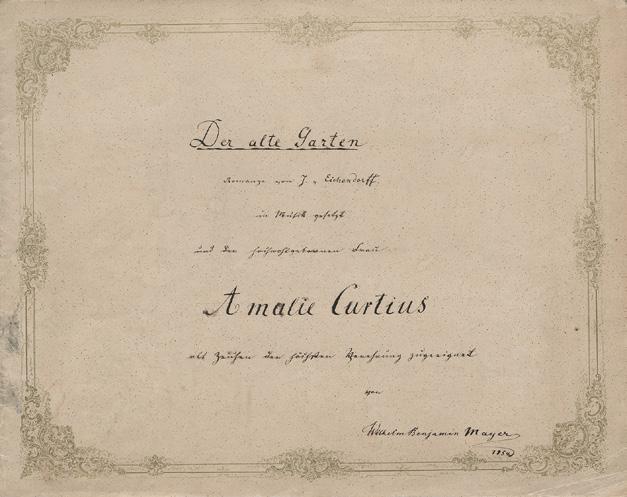 Der alte Garten
Romanze von J. v Eichendorff.
in Musik gesetzt
und der hochwohlgebornen Frau
Amalie Curtius
als Zeichen der höchsten Verehrung zugeeignet
von
Wilhelm Benjamin Mayer